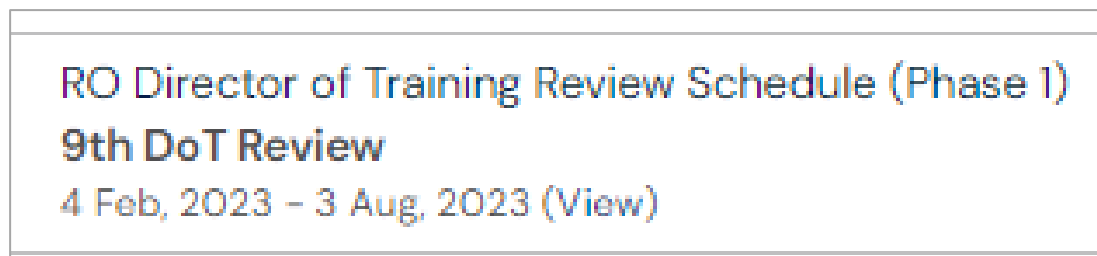 RO Director of Training Review Schedule (Phase 1)
9th DoT Review
4 Feb, 2023 - 3 Aug, 2023 (View)